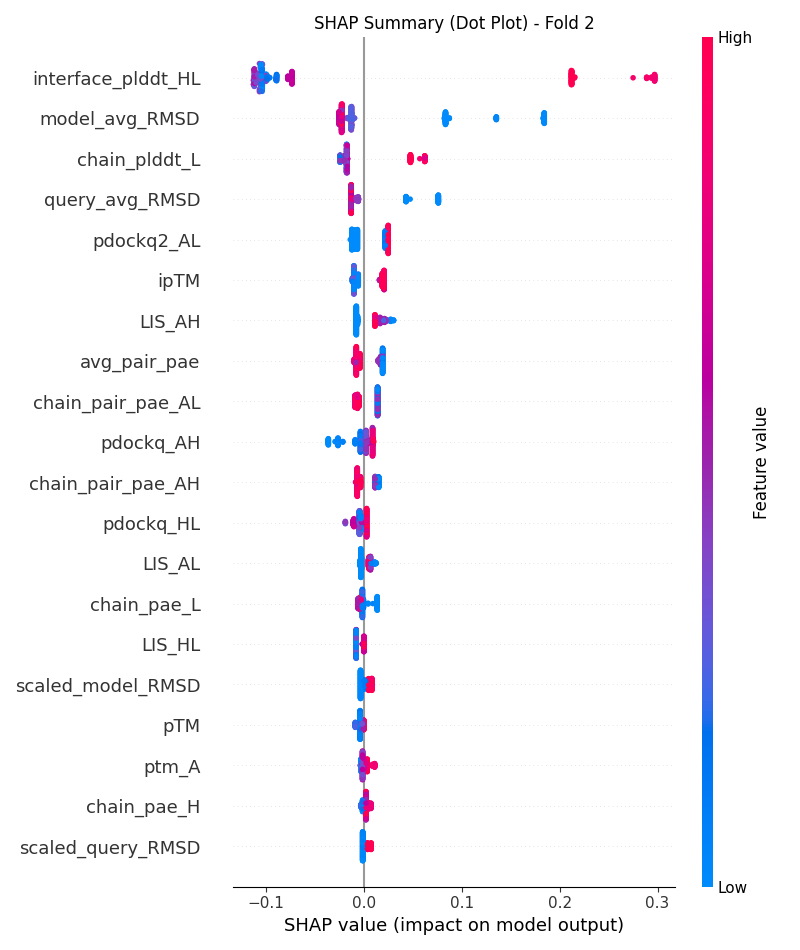 SHAP Summary (Dot Plot) - Fold 2
High
interface_plddt_HL
model_avg_RMSD
chain_plddt_L
query_avg_RMSD
pdockq2_AL
ipTM
LIS_AH
avg_pair_pae
chain_pair_pae_AL
pdockq_AH
chain_pair_pae_AH
pdockq_HL
LIS_AL
chain_pae_L
LIS_HL
scaled_model_RMSD
pTM
ptm_A
chain_pae_H
scaled_query_RMSD
Feature value
Low
−0.1 0.0 0.1 0.2 0.3
SHAP value (impact on model output)